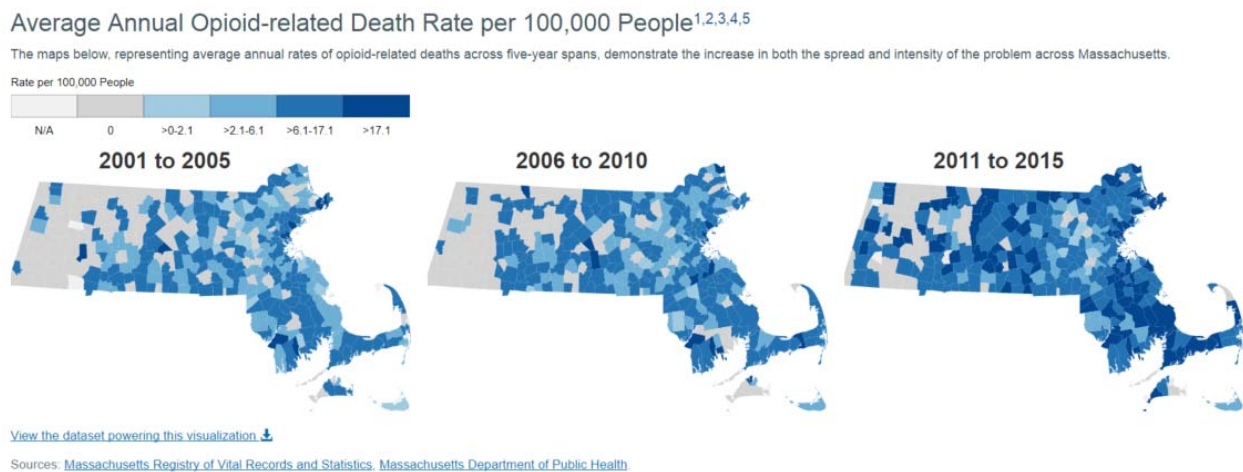 Average Annual Opioid-related Death Rate per 100,000 People1,2,3,4,5
The maps below, representing average annual rates of opioid-related deaths across five-year spans, demonstrate the increase in both the spread and intensity of the problem across Massachusetts.
Rate per 100,000 People
N/A 0 >0-2.1 >2.1-6.1 >6.1-17.1 >17.1
2001 to 2005 2006 to 2010 2011 to 2015
View the dataset powering this visualization
Sources: Massachusetts Registry of Vital Records and Statistics, Massachusetts Department of Public Health.